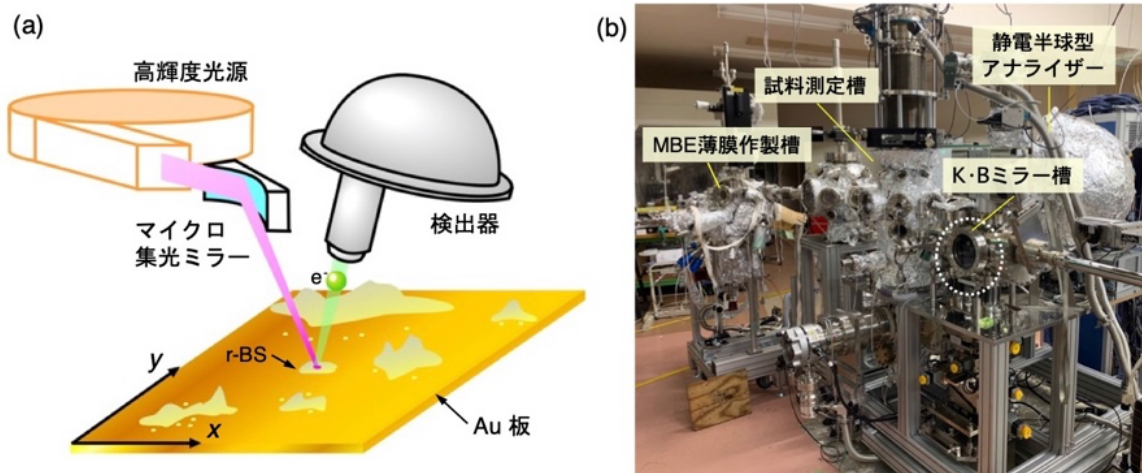 (a)
高輝度光源
マイクロ
集光ミラー
検出器
e⁻
r-BS
y
x
Au 板
(b)
静電半球型
アナライザー
試料測定槽
MBE薄膜作製槽
K・Bミラー槽